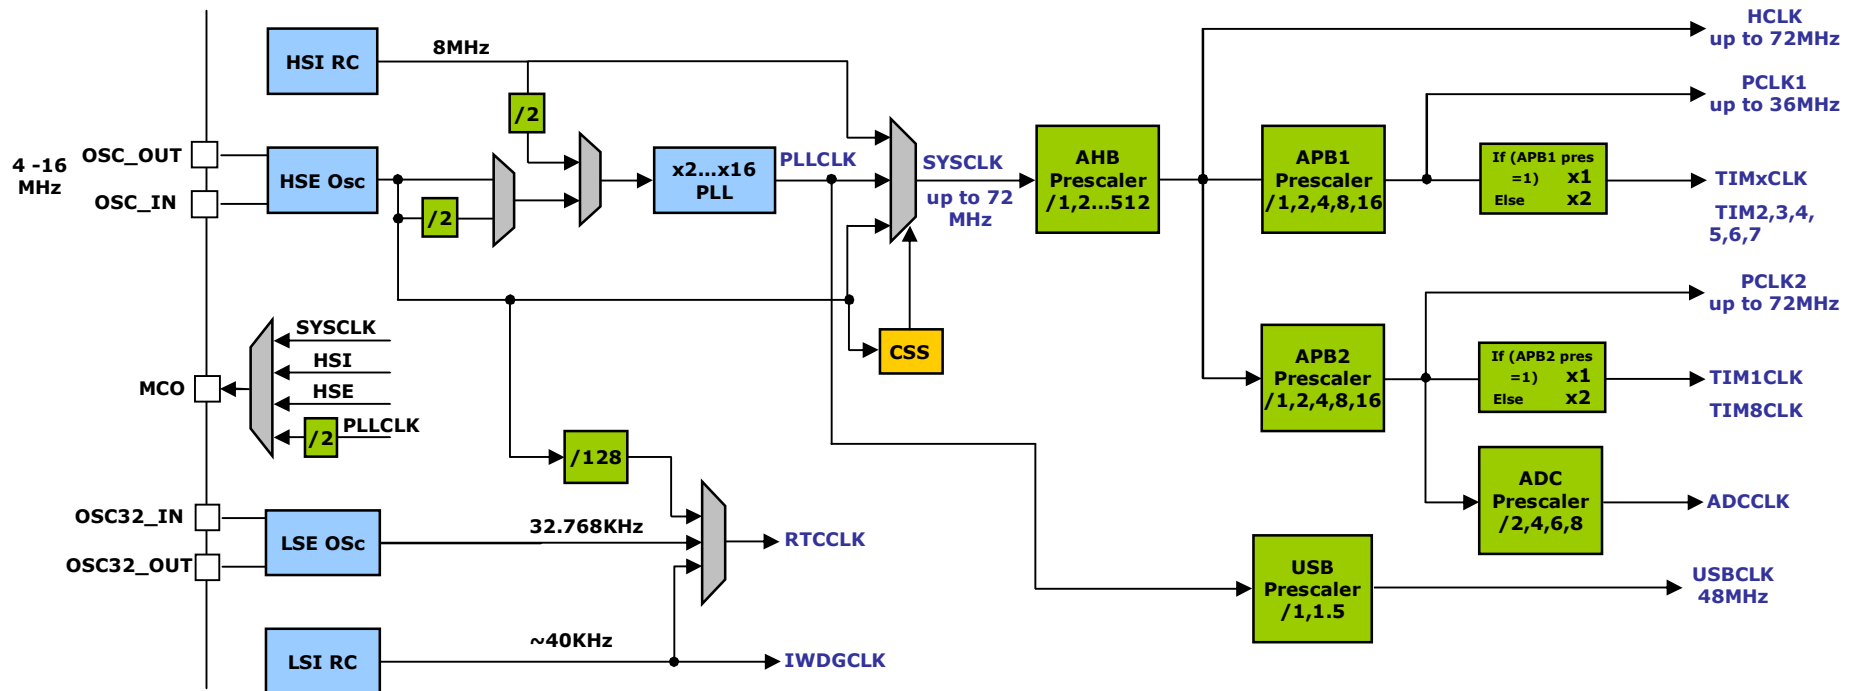 HSI RC
8MHz
/2
4 -16
MHz
OSC_OUT
OSC_IN
HSE Osc
/2
x2...x16
PLL
PLLCLK
SYSCLK
up to 72
MHz
CSS
AHB
Prescaler
/1,2...512
HCLK
up to 72MHz
APB1
Prescaler
/1,2,4,8,16
PCLK1
up to 36MHz
If (APB1 pres
=1) x1
Else x2
TIMxCLK
TIM2,3,4,
5,6,7
APB2
Prescaler
/1,2,4,8,16
PCLK2
up to 72MHz
If (APB2 pres
=1) x1
Else x2
TIM1CLK
TIM8CLK
ADC
Prescaler
/2,4,6,8
ADCCLK
USB
Prescaler
/1,1.5
USBCLK
48MHz
MCO
SYSCLK
HSI
HSE
/2 PLLCLK
/128
OSC32_IN
OSC32_OUT
LSE OSc
32.768KHz
RTCCLK
LSI RC
~40KHz
IWDGCLK